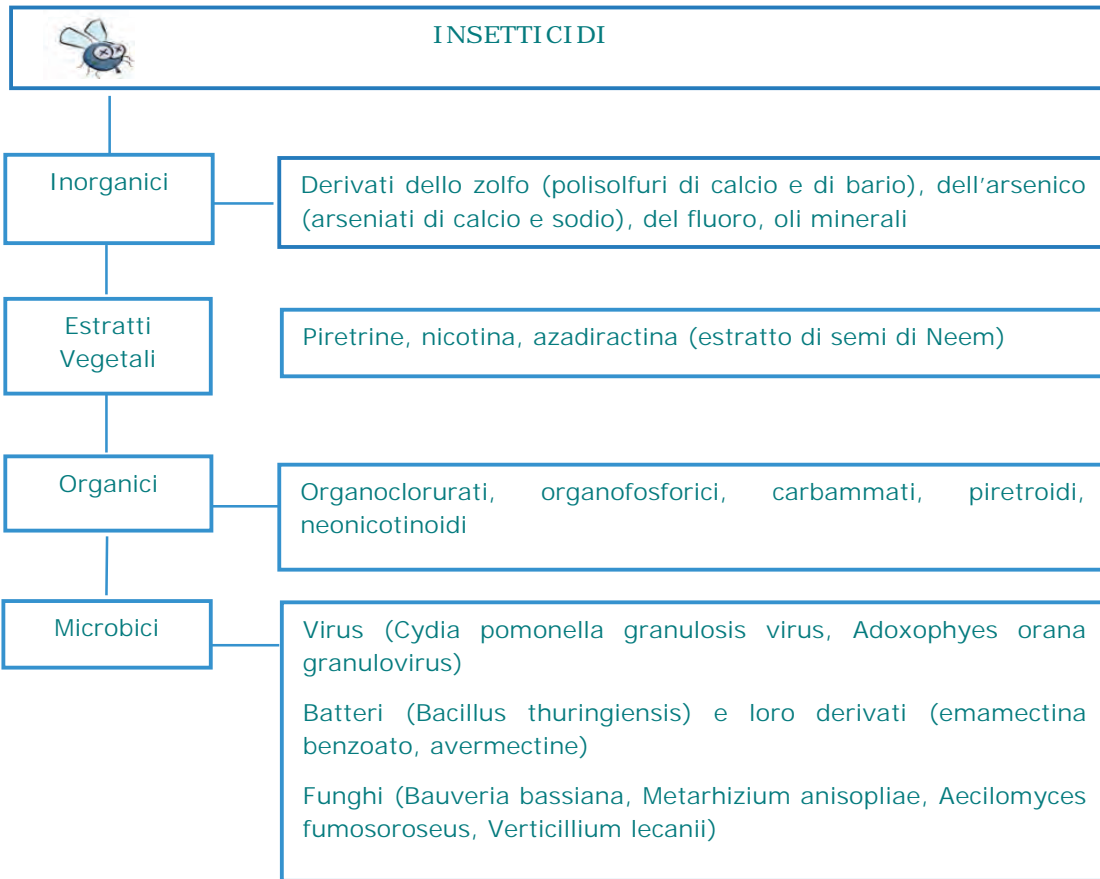 INSETTICIDI
Inorganici
Derivati dello zolfo (polisolfuri di calcio e di bario), dell'arsenico
(arseniati di calcio e sodio), del fluoro, oli minerali
Estratti
Vegetali
Piretrine, nicotina, azadiractina (estratto di semi di Neem)
Organici
Organoclorurati, organofosforici, carbammati, piretroidi,
neonicotinoidi
Microbici
Virus (Cydia pomonella granulosis virus, Adoxophyes orana
granulovirus)
Batteri (Bacillus thuringiensis) e loro derivati (emamectina
benzoato, avermectine)
Funghi (Bauveria bassiana, Metarhizium anisopliae, Aecilomyces
fumosoroseus, Verticillium lecanii)